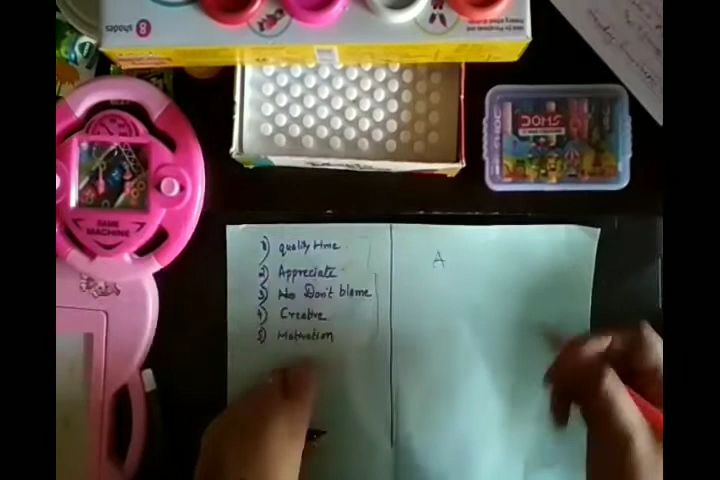 8 shades
DOMS
GAME
MACHINE
1) quality time
2) Appreciate
3) No Don't blame
4) Creative
5) Motivation
A